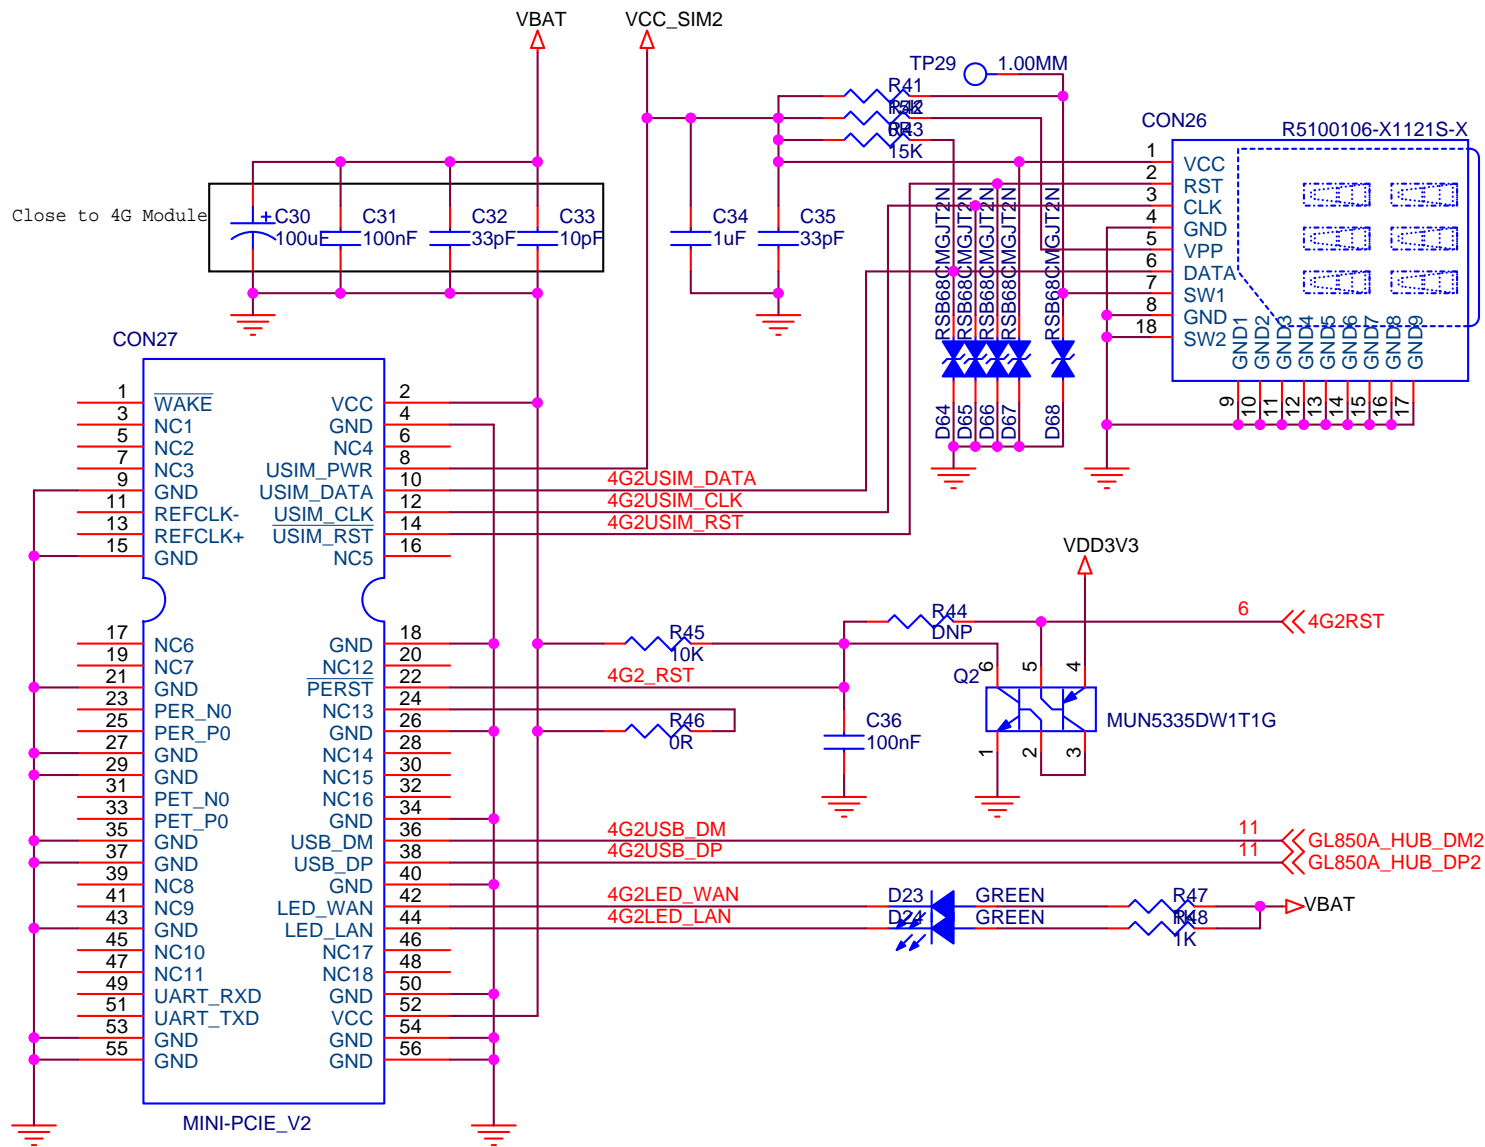 VBAT
VCC_SIM2
TP29
1.00MM
R41
15K
R42
0R
R43
15K
CON26
R5100106-X1121S-X
1 VCC
2 RST
3 CLK
4 GND
5 VPP
6 DATA
7 SW1
8 GND
18 SW2
GND1
GND2
GND3
GND4
GND5
GND6
GND7
GND8
GND9
9
10
11
12
13
14
15
16
17
Close to 4G Module
+
C30
100uF
C31
100nF
C32
33pF
C33
10pF
C34
1uF
C35
33pF
RSB68CMGJT2N
RSB68CMGJT2N
RSB68CMGJT2N
RSB68CMGJT2N
RSB68CMGJT2N
D64
D65
D66
D67
D68
CON27
1 WAKE
3 NC1
5 NC2
7 NC3
9 GND
11 REFCLK-
13 REFCLK+
15 GND
17 NC6
19 NC7
21 GND
23 PER_N0
25 PER_P0
27 GND
29 GND
31 PET_N0
33 PET_P0
35 GND
37 GND
39 NC8
41 NC9
43 GND
45 NC10
47 NC11
49 UART_RXD
51 UART_TXD
53 GND
55 GND
VCC 2
GND 4
NC4 6
USIM_PWR 8
USIM_DATA 10
USIM_CLK 12
USIM_RST 14
NC5 16
GND 18
NC12 20
PERST 22
NC13 24
GND 26
NC14 28
NC15 30
NC16 32
GND 34
USB_DM 36
USB_DP 38
GND 40
LED_WAN 42
LED_LAN 44
NC17 46
NC18 48
GND 50
VCC 52
GND 54
GND 56
MINI-PCIE_V2
4G2USIM_DATA
4G2USIM_CLK
4G2USIM_RST
VDD3V3
R44
DNP
6
4G2RST
R45
10K
4G2_RST
R46
0R
C36
100nF
Q2
6
5
4
1
2
3
MUN5335DW1T1G
4G2USB_DM
11
GL850A_HUB_DM2
4G2USB_DP
11
GL850A_HUB_DP2
4G2LED_WAN
D23
GREEN
R47
1K
VBAT
4G2LED_LAN
D24
GREEN
R48
1K